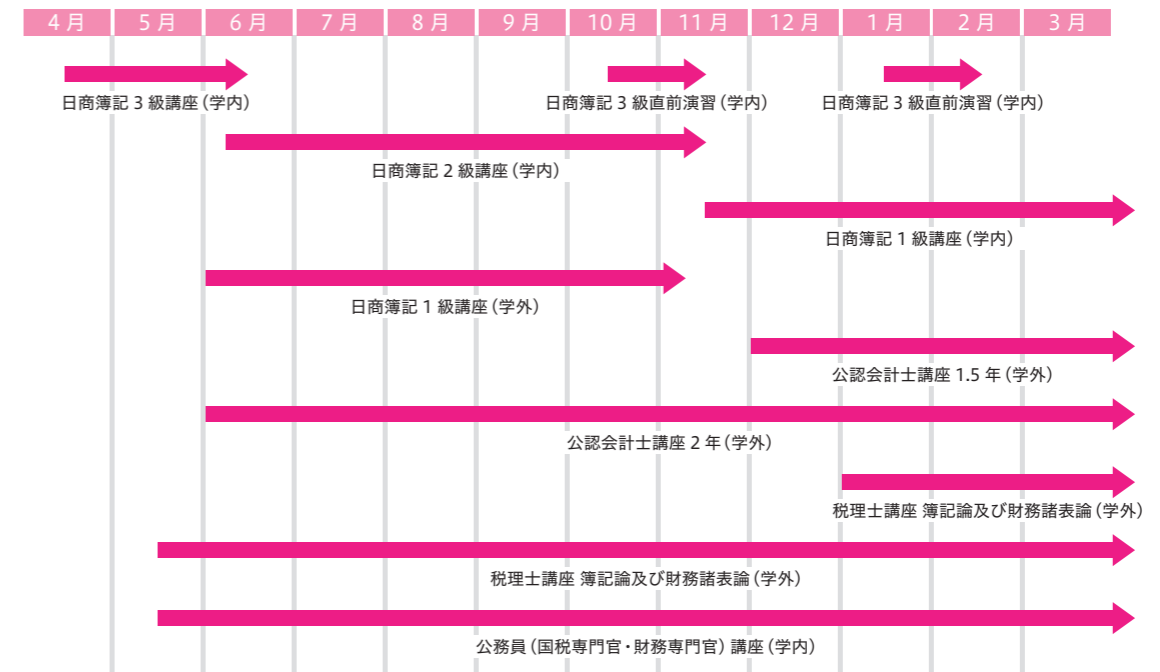 4月 5月 6月 7月 8月 9月 10月 11月 12月 1月 2月 3月
日商簿記3級講座(学内) 日商簿記3級直前演習(学内) 日商簿記3級直前演習(学内)
日商簿記2級講座(学内)
日商簿記1級講座(学内)
日商簿記1級講座(学外)
公認会計士講座1.5年(学外)
公認会計士講座2年(学外)
税理士講座 簿記論及び財務諸表論(学外)
税理士講座 簿記論及び財務諸表論(学外)
公務員(国税専門官・財務専門官)講座(学内)